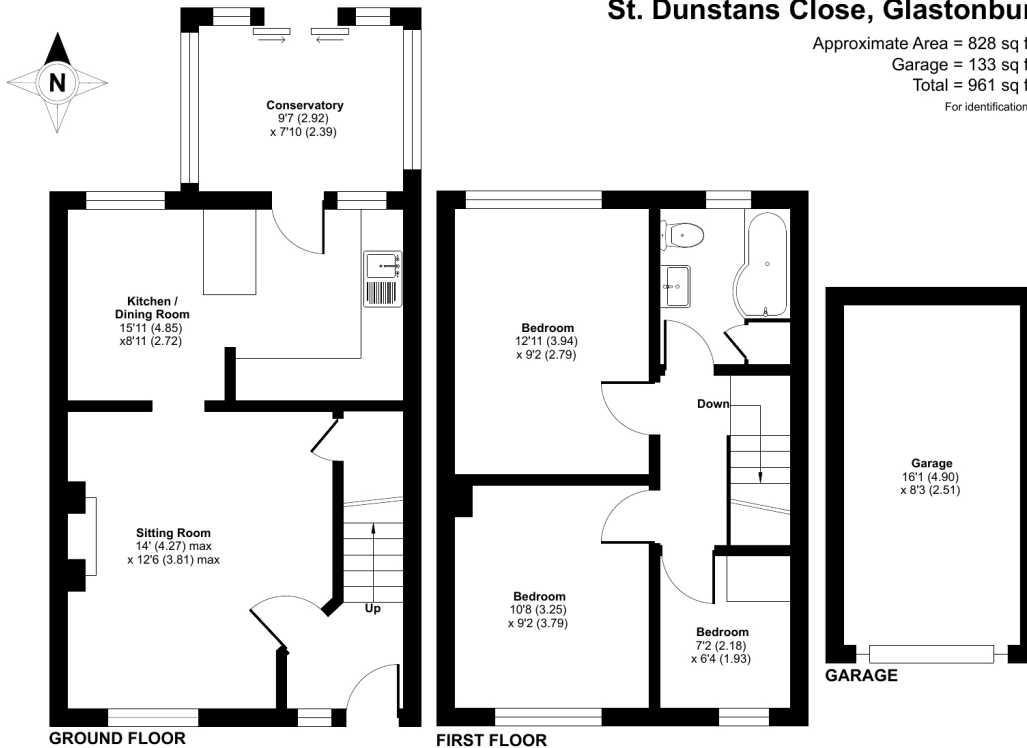 St. Dunstans Close, Glastonbur
Approximate Area = 828 sq f
Garage = 133 sq f
Total = 961 sq f
For identification
N
Conservatory
9'7 (2.92)
x 7'10 (2.39)
Kitchen /
Dining Room
15'11 (4.85)
x8'11 (2.72)
Sitting Room
14' (4.27) max
x 12'6 (3.81) max
Up
GROUND FLOOR
Bedroom
12'11 (3.94)
x 9'2 (2.79)
Down
Bedroom
10'8 (3.25)
x 9'2 (3.79)
Bedroom
7'2 (2.18)
x 6'4 (1.93)
FIRST FLOOR
Garage
16'1 (4.90)
x 8'3 (2.51)
GARAGE